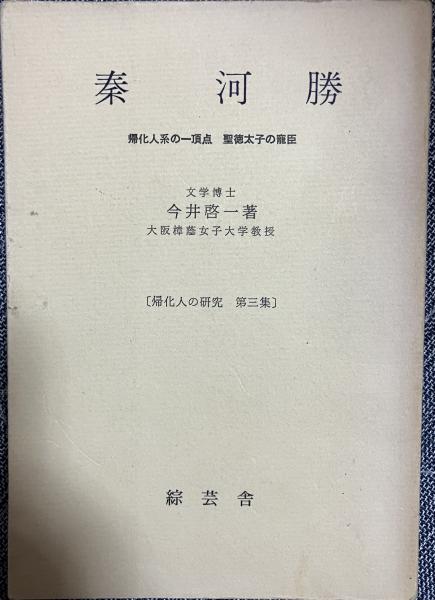 秦河勝
帰化人系の一頂点　聖徳太子の寵臣
文学博士
今井啓一著
大阪樟蔭女子大学教授
〔帰化人の研究　第三集〕
綜芸舎